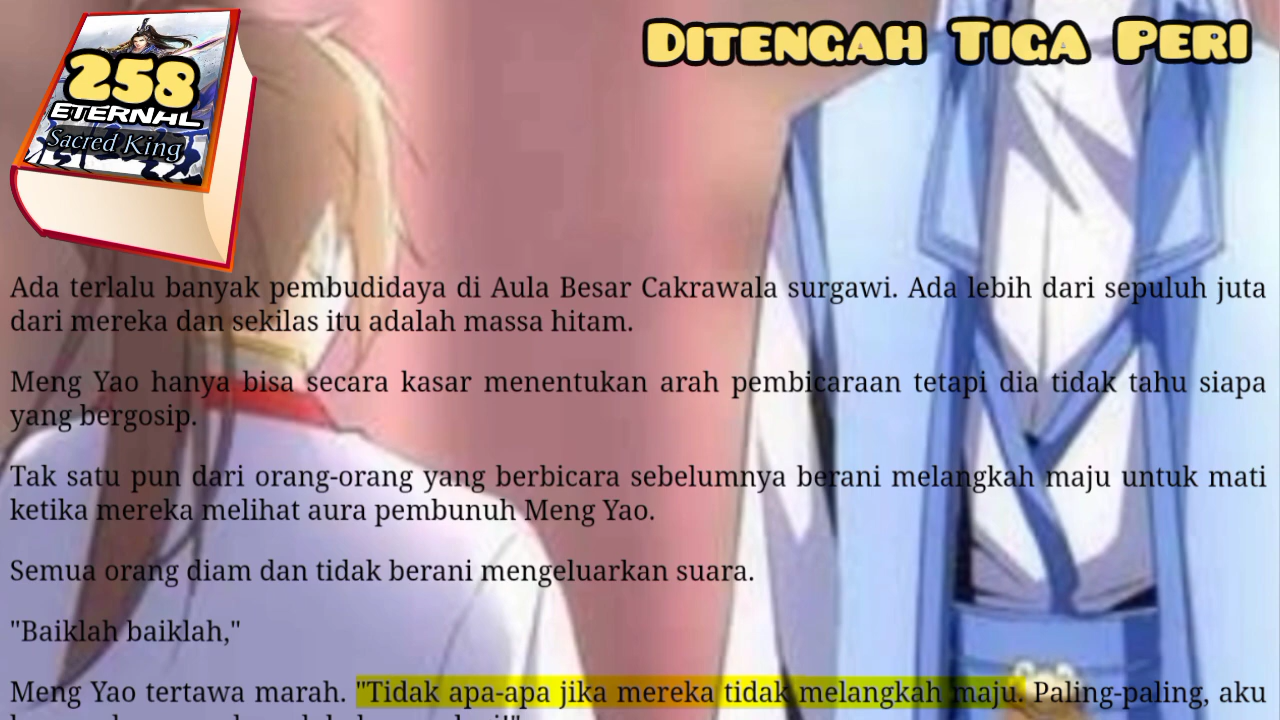 DITENGAH TIGA PERI
258
ETERNAL
Sacred King
Ada terlalu banyak pembudidaya di Aula Besar Cakrawala surgawi. Ada lebih dari sepuluh juta
dari mereka dan sekilas itu adalah massa hitam.
Meng Yao hanya bisa secara kasar menentukan arah pembicaraan tetapi dia tidak tahu siapa
yang bergosip.
Tak satu pun dari orang-orang yang berbicara sebelumnya berani melangkah maju untuk mati
ketika mereka melihat aura pembunuh Meng Yao.
Semua orang diam dan tidak berani mengeluarkan suara.
"Baiklah baiklah,"
Meng Yao tertawa marah. "Tidak apa-apa jika mereka tidak melangkah maju. Paling-paling, aku